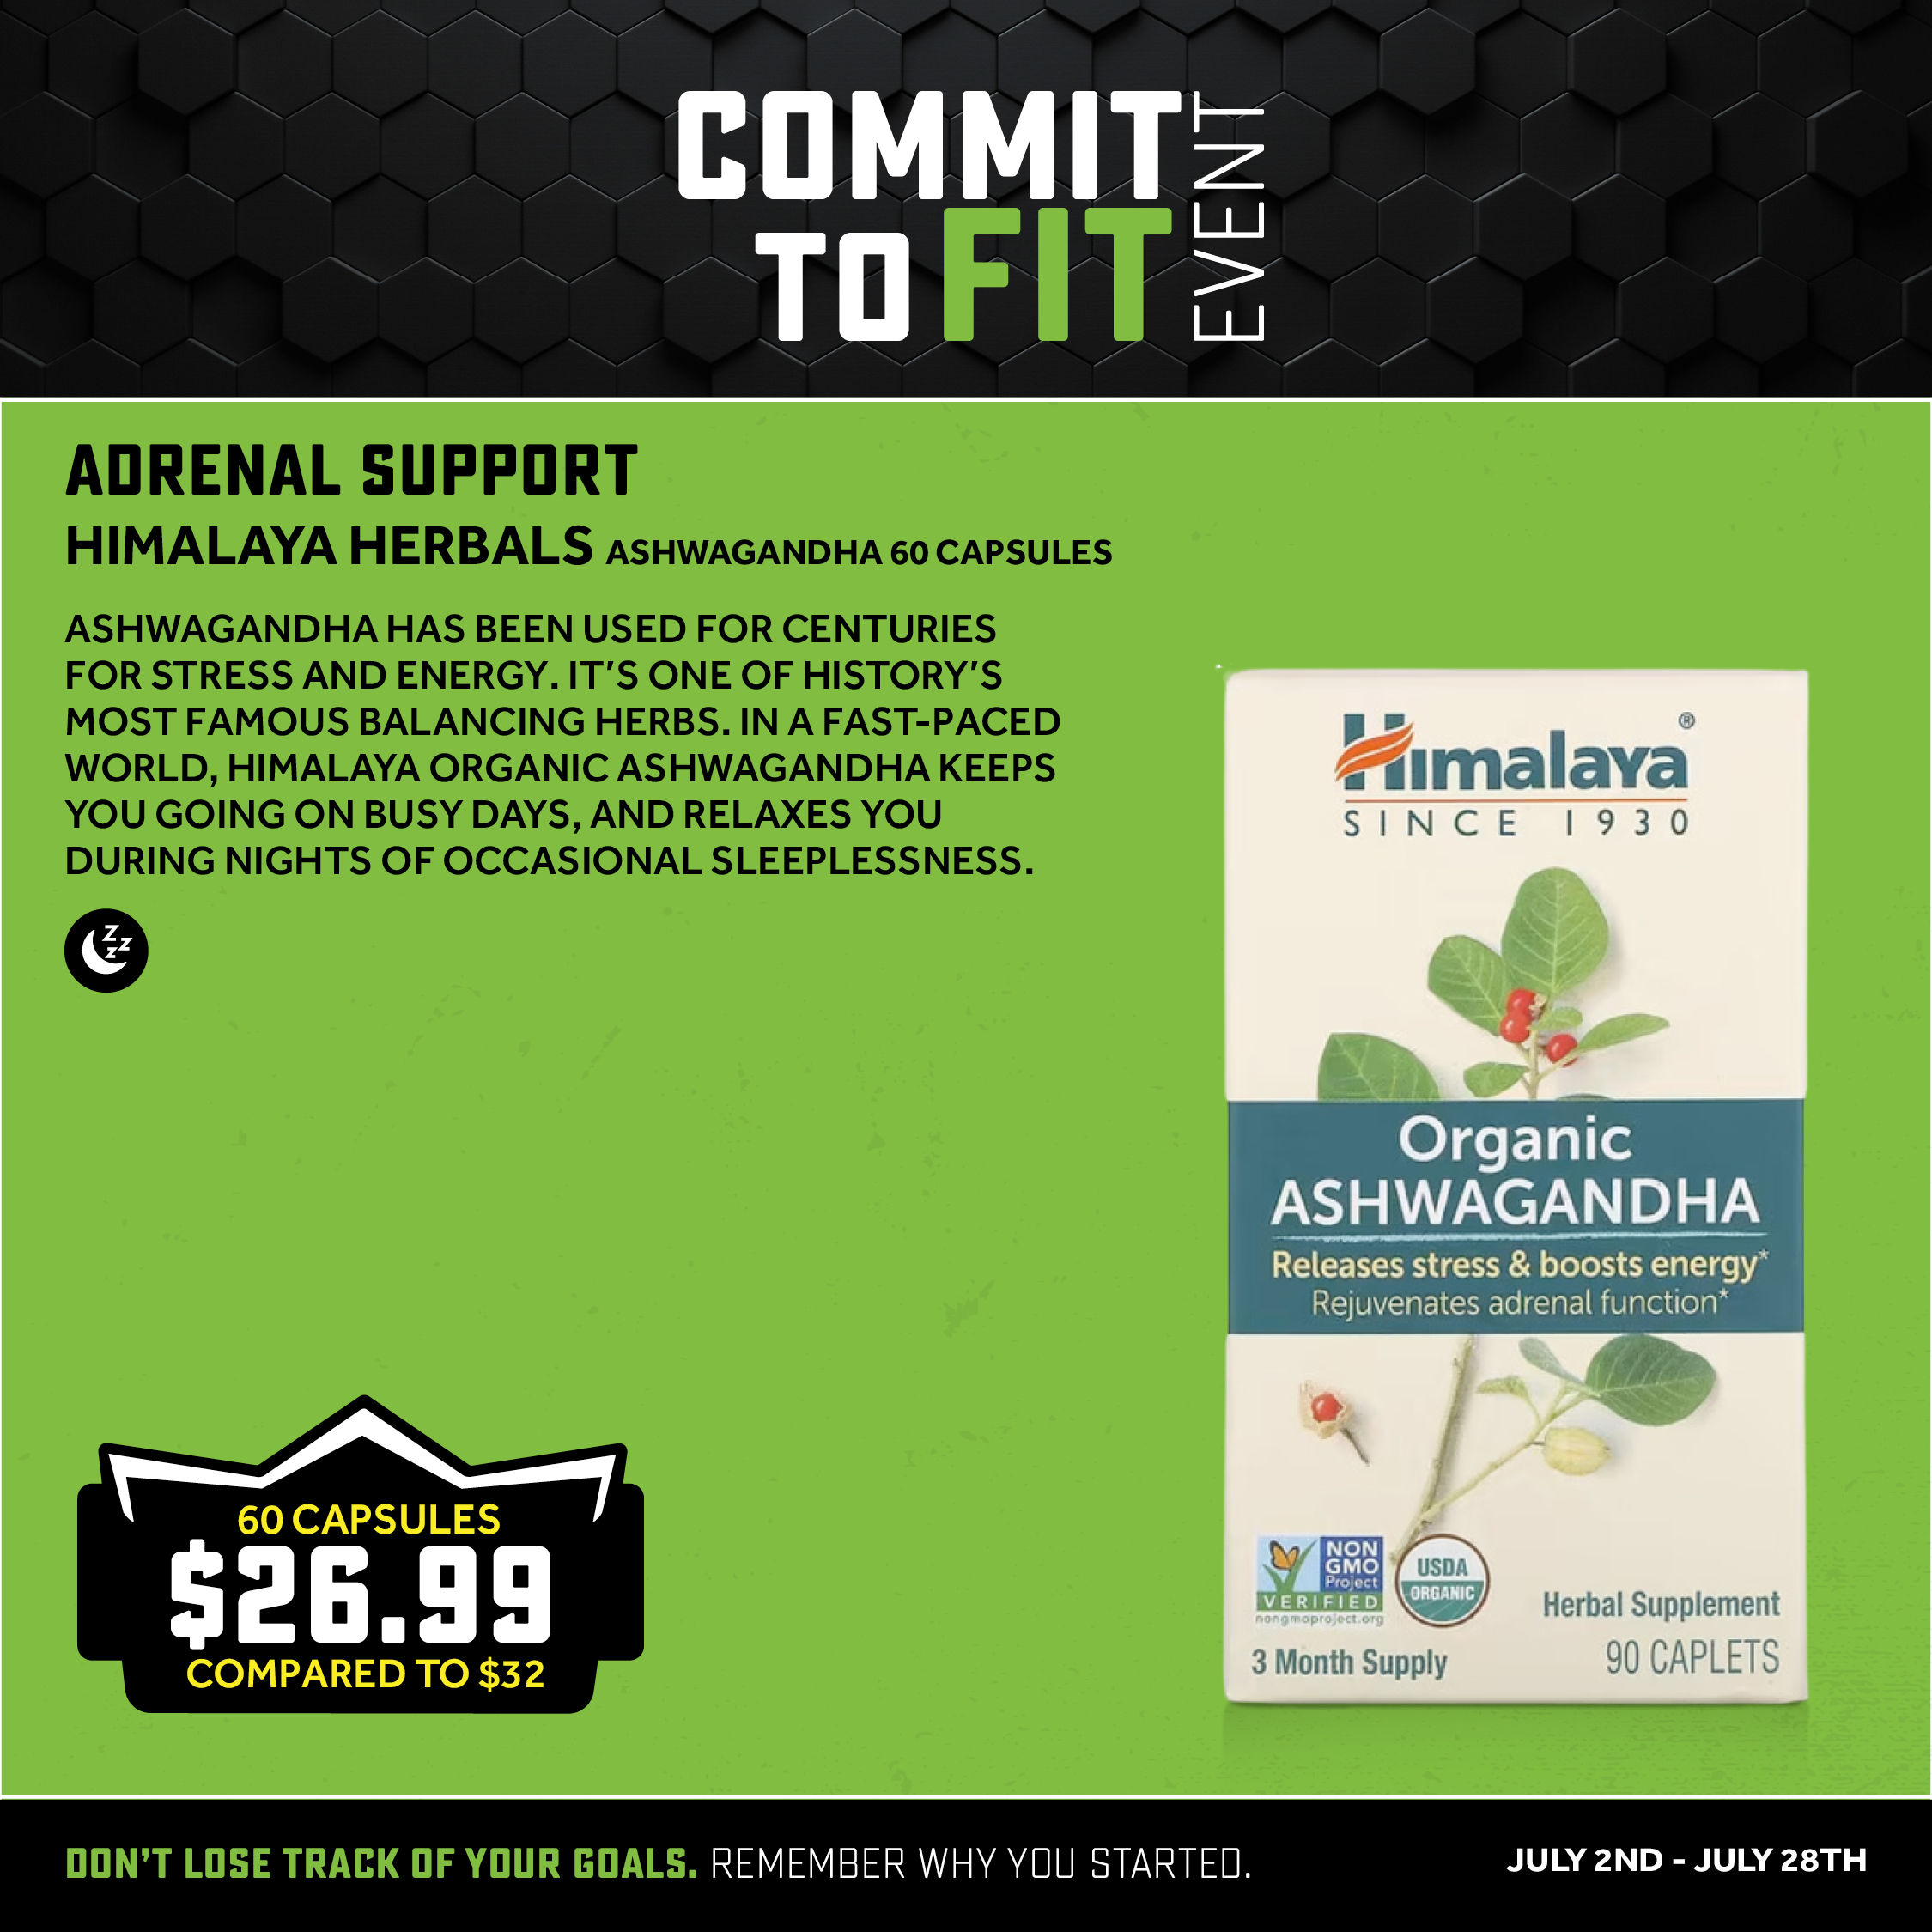 COMMIT
TO FIT
EVENT
ADRENAL SUPPORT
HIMALAYA HERBALS ASHWAGANDHA 60 CAPSULES
ASHWAGANDHA HAS BEEN USED FOR CENTURIES
FOR STRESS AND ENERGY. IT'S ONE OF HISTORY'S
MOST FAMOUS BALANCING HERBS. IN A FAST-PACED
WORLD, HIMALAYA ORGANIC ASHWAGANDHA KEEPS
YOU GOING ON BUSY DAYS, AND RELAXES YOU
DURING NIGHTS OF OCCASIONAL SLEEPLESSNESS.
Z Z Z
Himalaya®
SINCE 1930
Organic
ASHWAGANDHA
Releases stress & boosts energy*
Rejuvenates adrenal function*
NON
GMO
Project
VERIFIED
nongmoproject.org
USDA
ORGANIC
Herbal Supplement
3 Month Supply
90 CAPLETS
60 CAPSULES
$26.99
COMPARED TO $32
DON'T LOSE TRACK OF YOUR GOALS. REMEMBER WHY YOU STARTED.
JULY 2ND - JULY 28TH